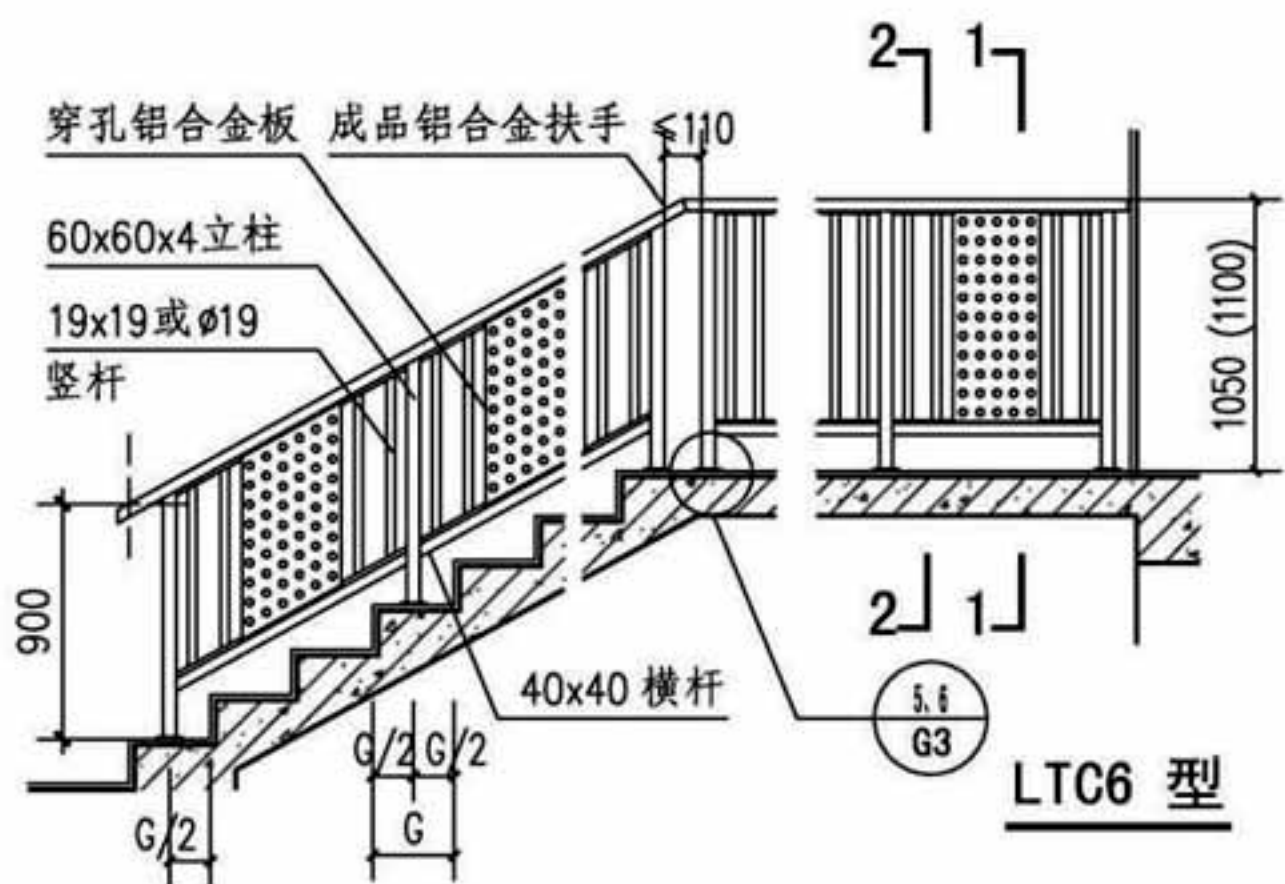 2 1
穿孔铝合金板 成品铝合金扶手 ≤110
60x60x4立柱
19x19或ø19
竖杆
1050 (1100)
900
2 1
40x40 横杆
5、6
G3
G/2 G/2
G/2
G
LTC6 型